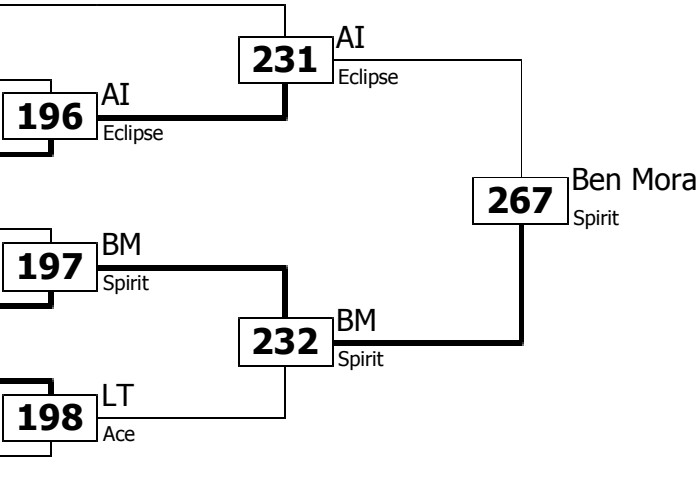 231
AI
Eclipse
196
AI
Eclipse
267
Ben Mora
Spirit
197
BM
Spirit
232
BM
Spirit
198
LT
Ace